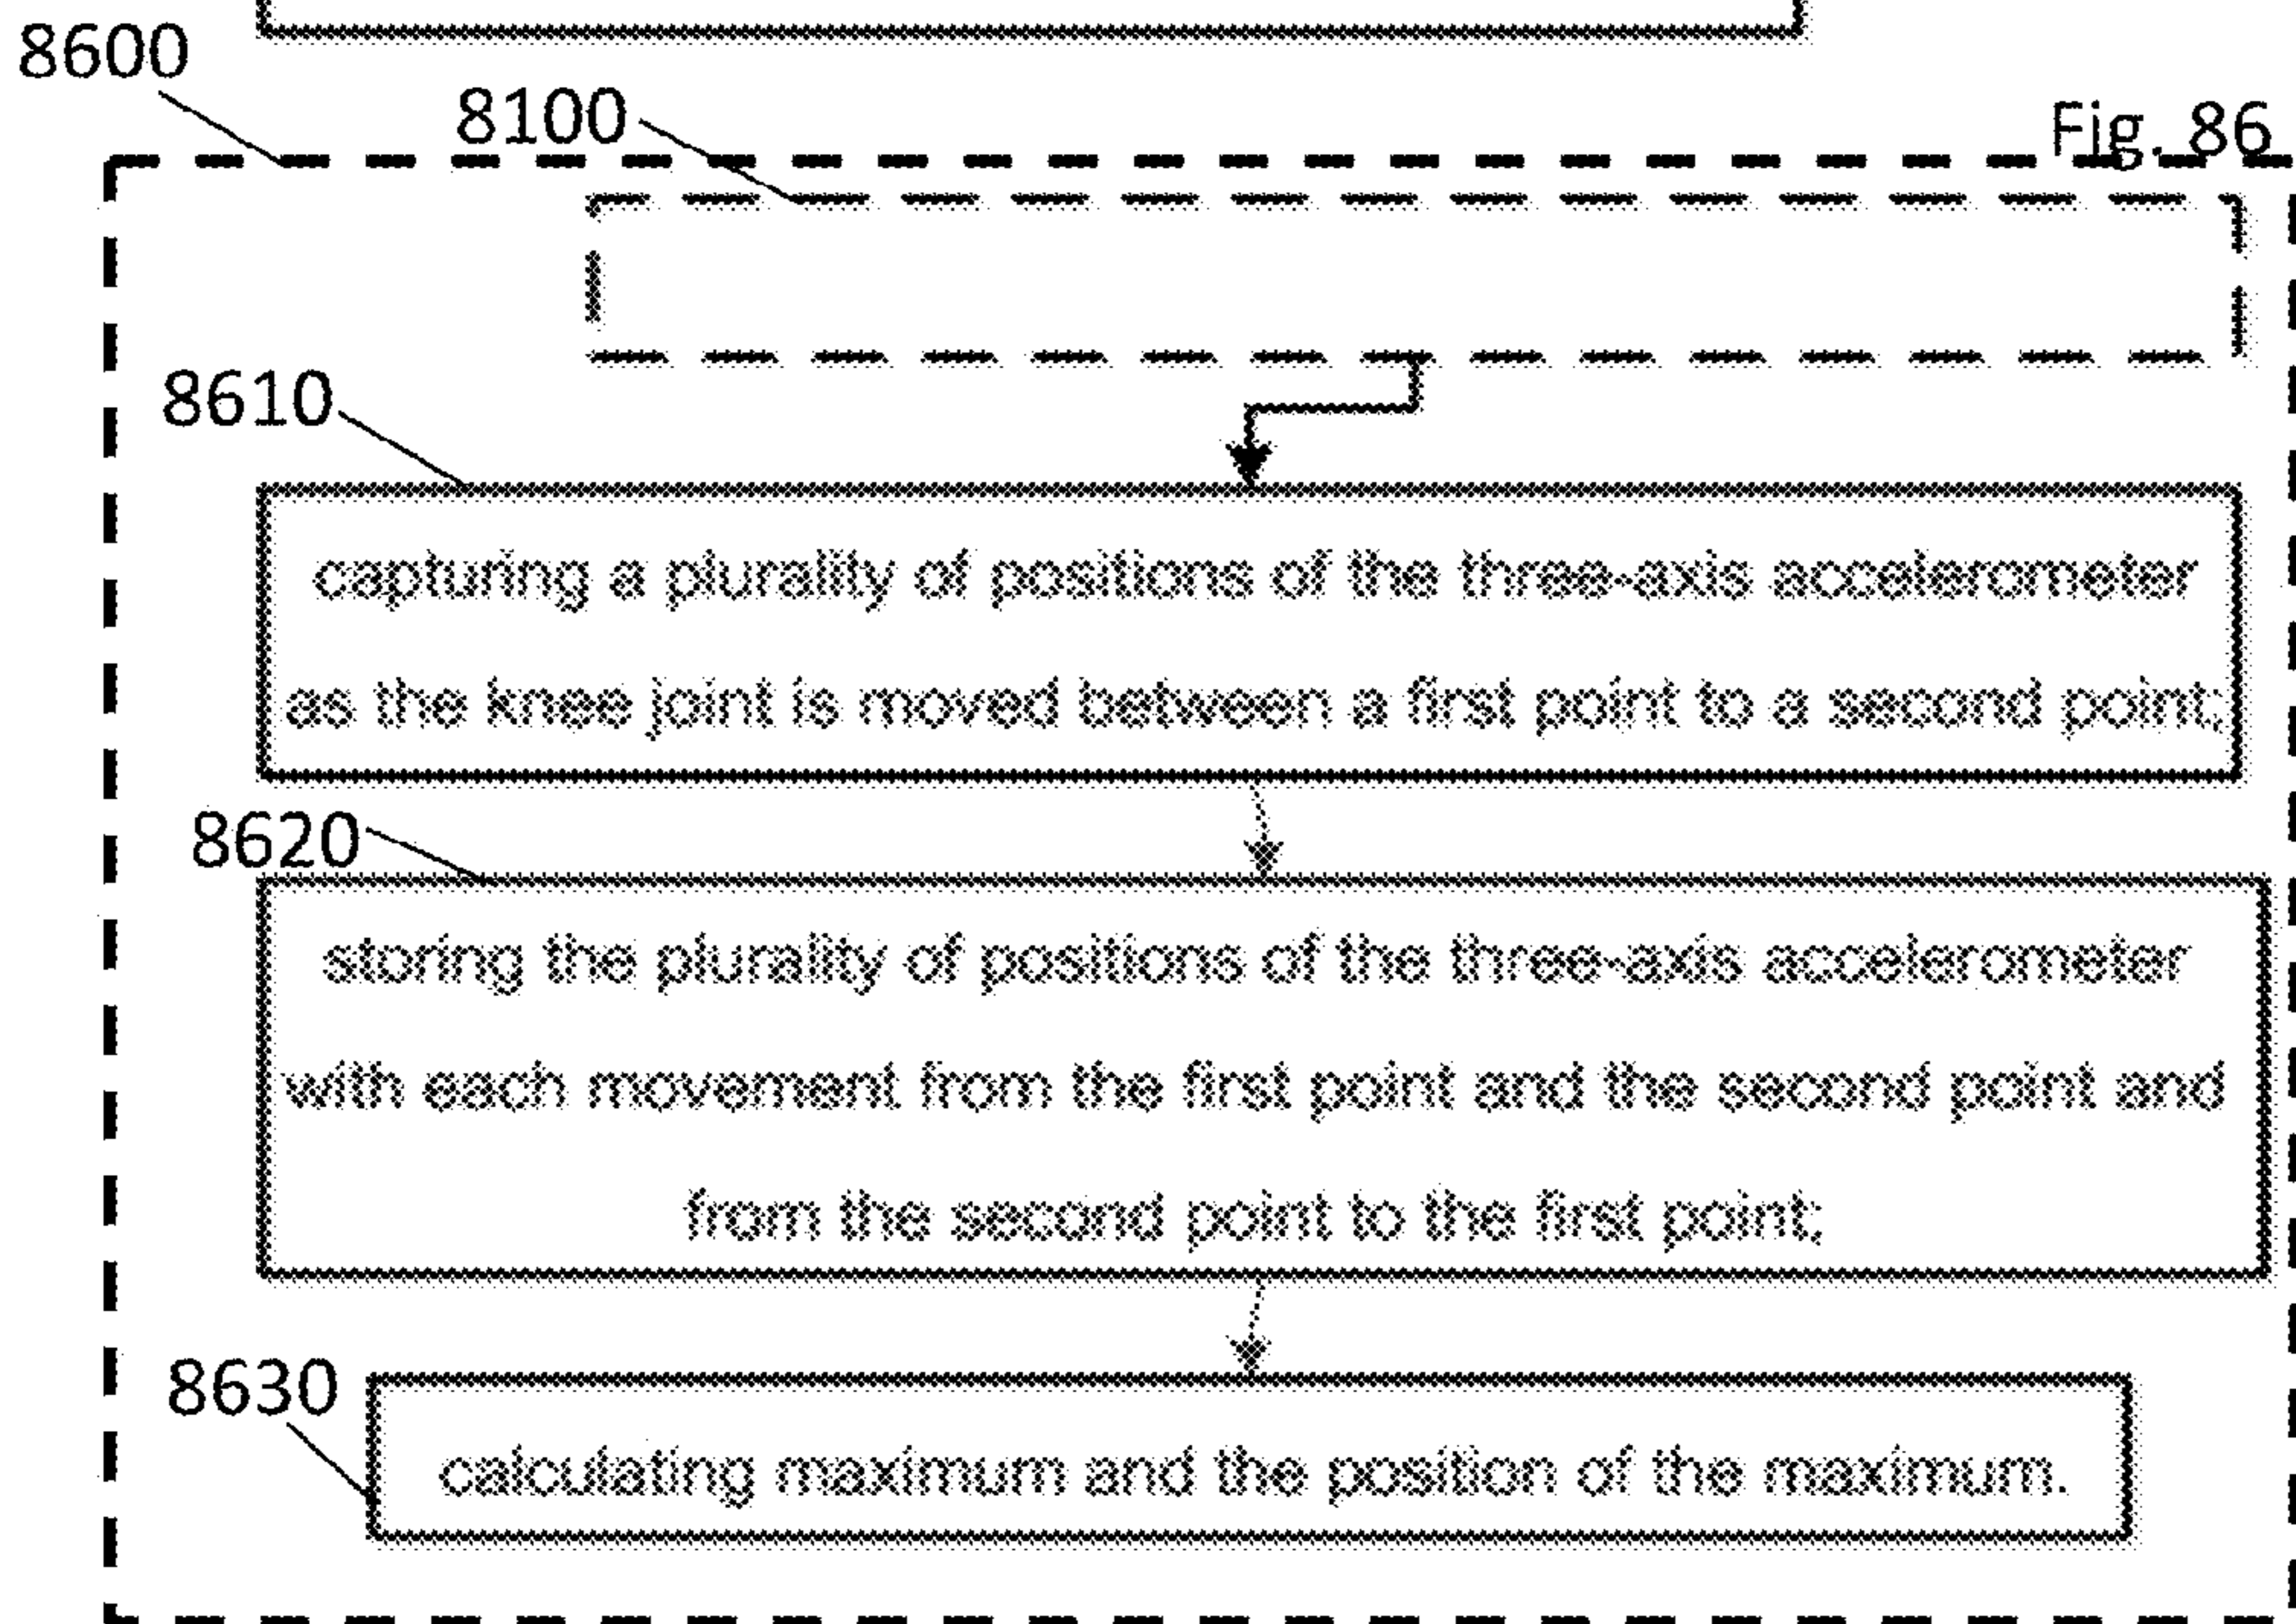 8600
8100
Fig. 86
8610
capturing a plurality of positions of the three-axis accelerometer
as the knee joint is moved between a first point to a second point;
8620
storing the plurality of positions of the three-axis accelerometer
with each movement from the first point and the second point and
from the second point to the first point;
8630
calculating maximum and the position of the maximum.